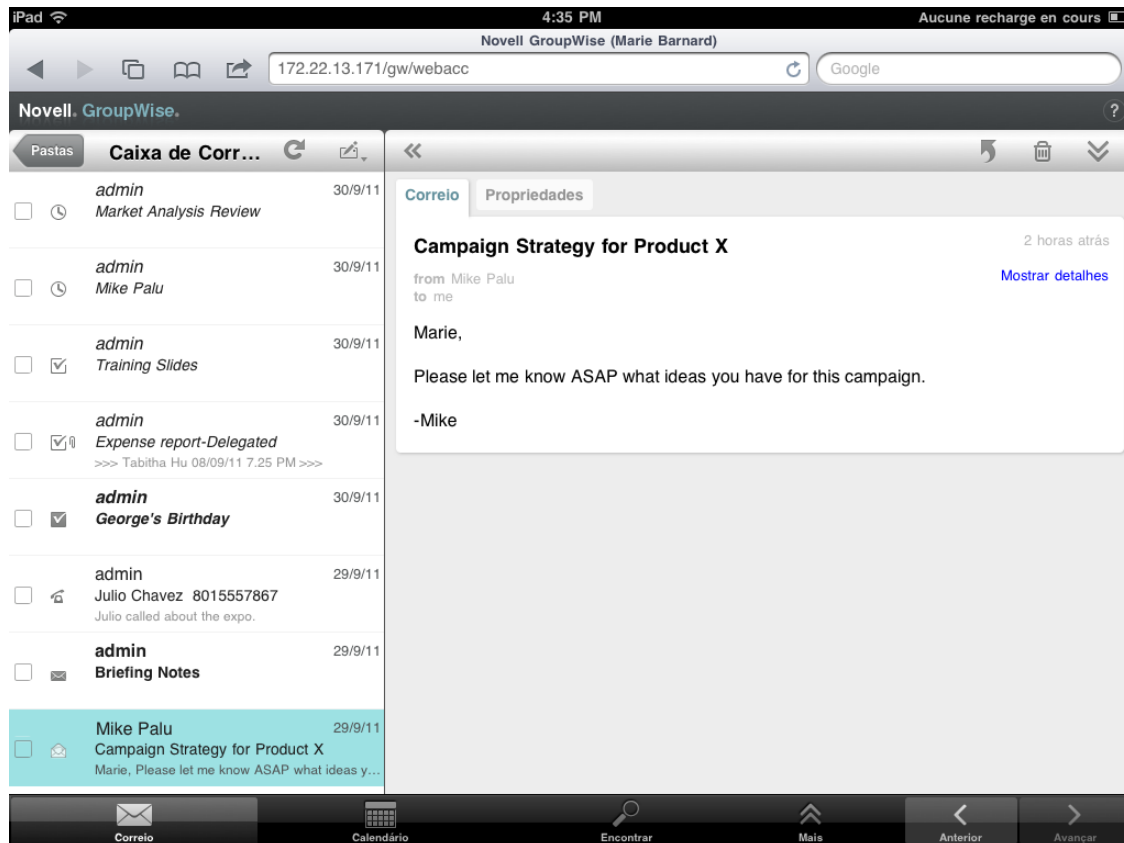 iPad 4:35 PM Aucune recharge en cours
Novell GroupWise (Marie Barnard)
172.22.13.171/gw/webacc Google
Novell. GroupWise. ?
Pastas Caixa de Corr...
admin 30/9/11
Market Analysis Review
admin 30/9/11
Mike Palu
admin 30/9/11
Training Slides
admin 30/9/11
Expense report-Delegated
>>> Tabitha Hu 08/09/11 7.25 PM >>>
admin 30/9/11
George's Birthday
admin 29/9/11
Julio Chavez 8015557867
Julio called about the expo.
admin 29/9/11
Briefing Notes
Mike Palu 29/9/11
Campaign Strategy for Product X
Marie, Please let me know ASAP what ideas y...
Correio Propriedades
Campaign Strategy for Product X 2 horas atrás
from Mike Palu Mostrar detalhes
to me
Marie,
Please let me know ASAP what ideas you have for this campaign.
-Mike
Correio Calendário Encontrar Mais Anterior Avançar